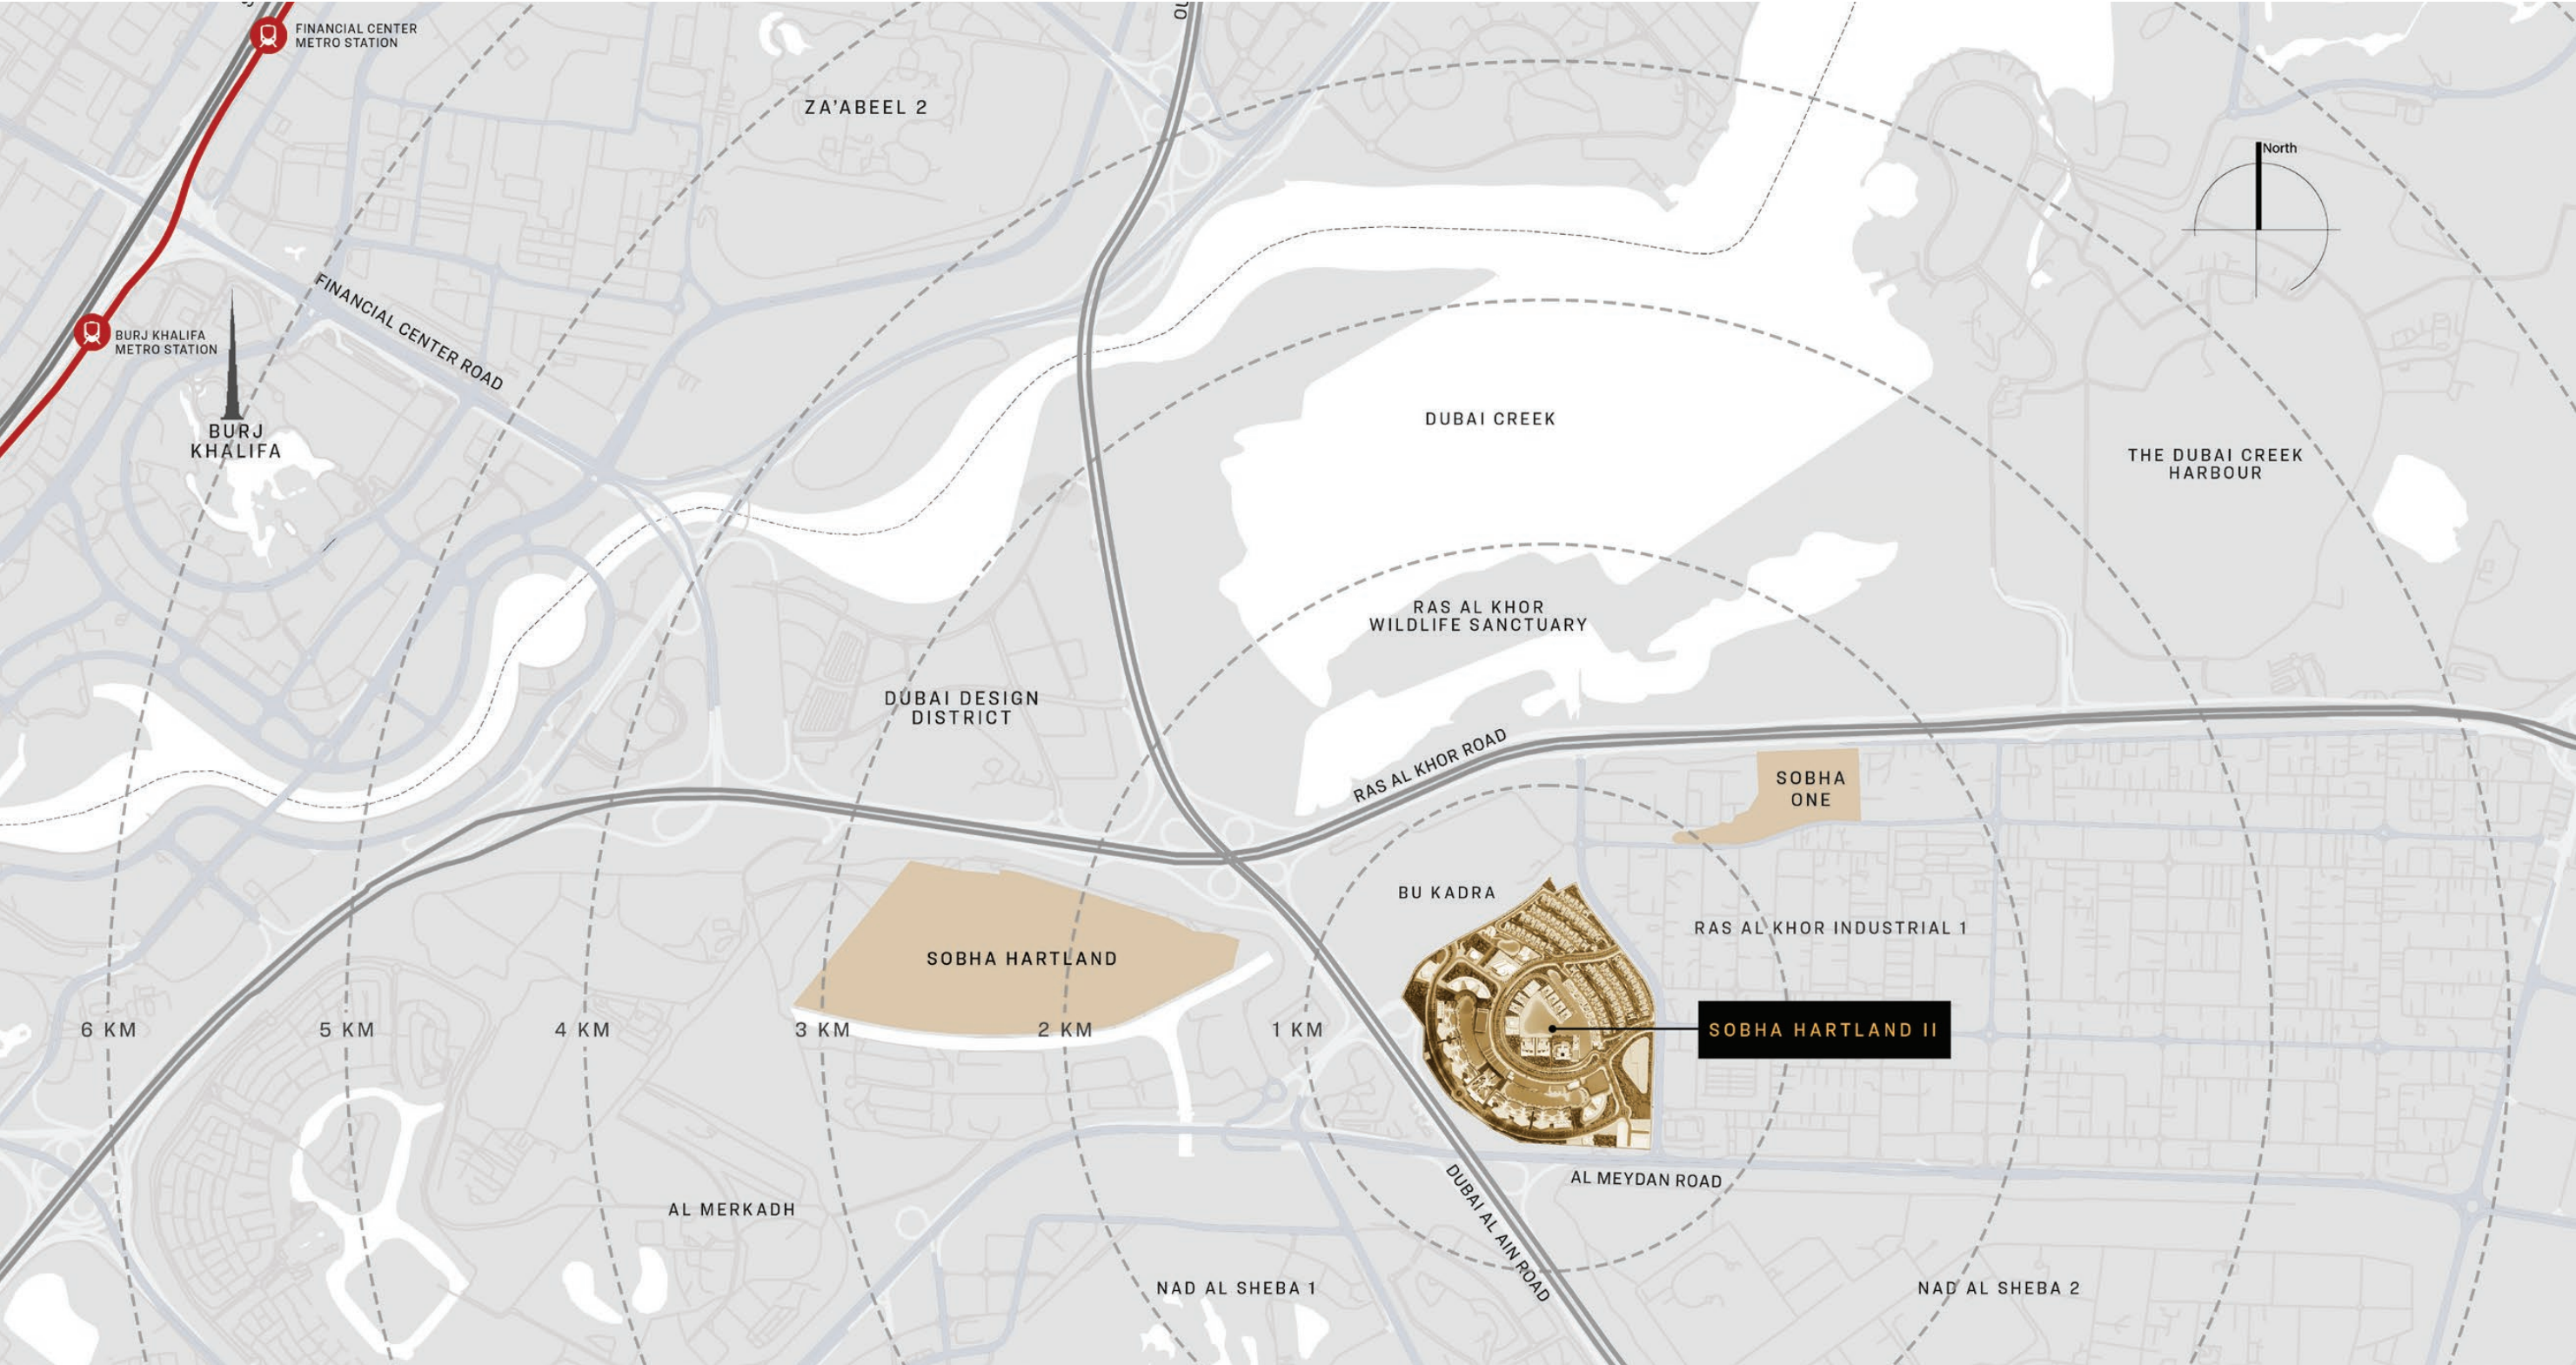 FINANCIAL CENTER
METRO STATION
ZA'ABEEL 2
North
FINANCIAL CENTER ROAD
BURJ KHALIFA
METRO STATION
BURJ
KHALIFA
DUBAI CREEK
THE DUBAI CREEK
HARBOUR
RAS AL KHOR
WILDLIFE SANCTUARY
DUBAI DESIGN
DISTRICT
RAS AL KHOR ROAD
SOBHA
ONE
BU KADRA
RAS AL KHOR INDUSTRIAL 1
SOBHA HARTLAND
6 KM
5 KM
4 KM
3 KM
2 KM
1 KM
SOBHA HARTLAND II
AL MEYDAN ROAD
DUBAI AL AIN ROAD
AL MERKADH
NAD AL SHEBA 1
NAD AL SHEBA 2